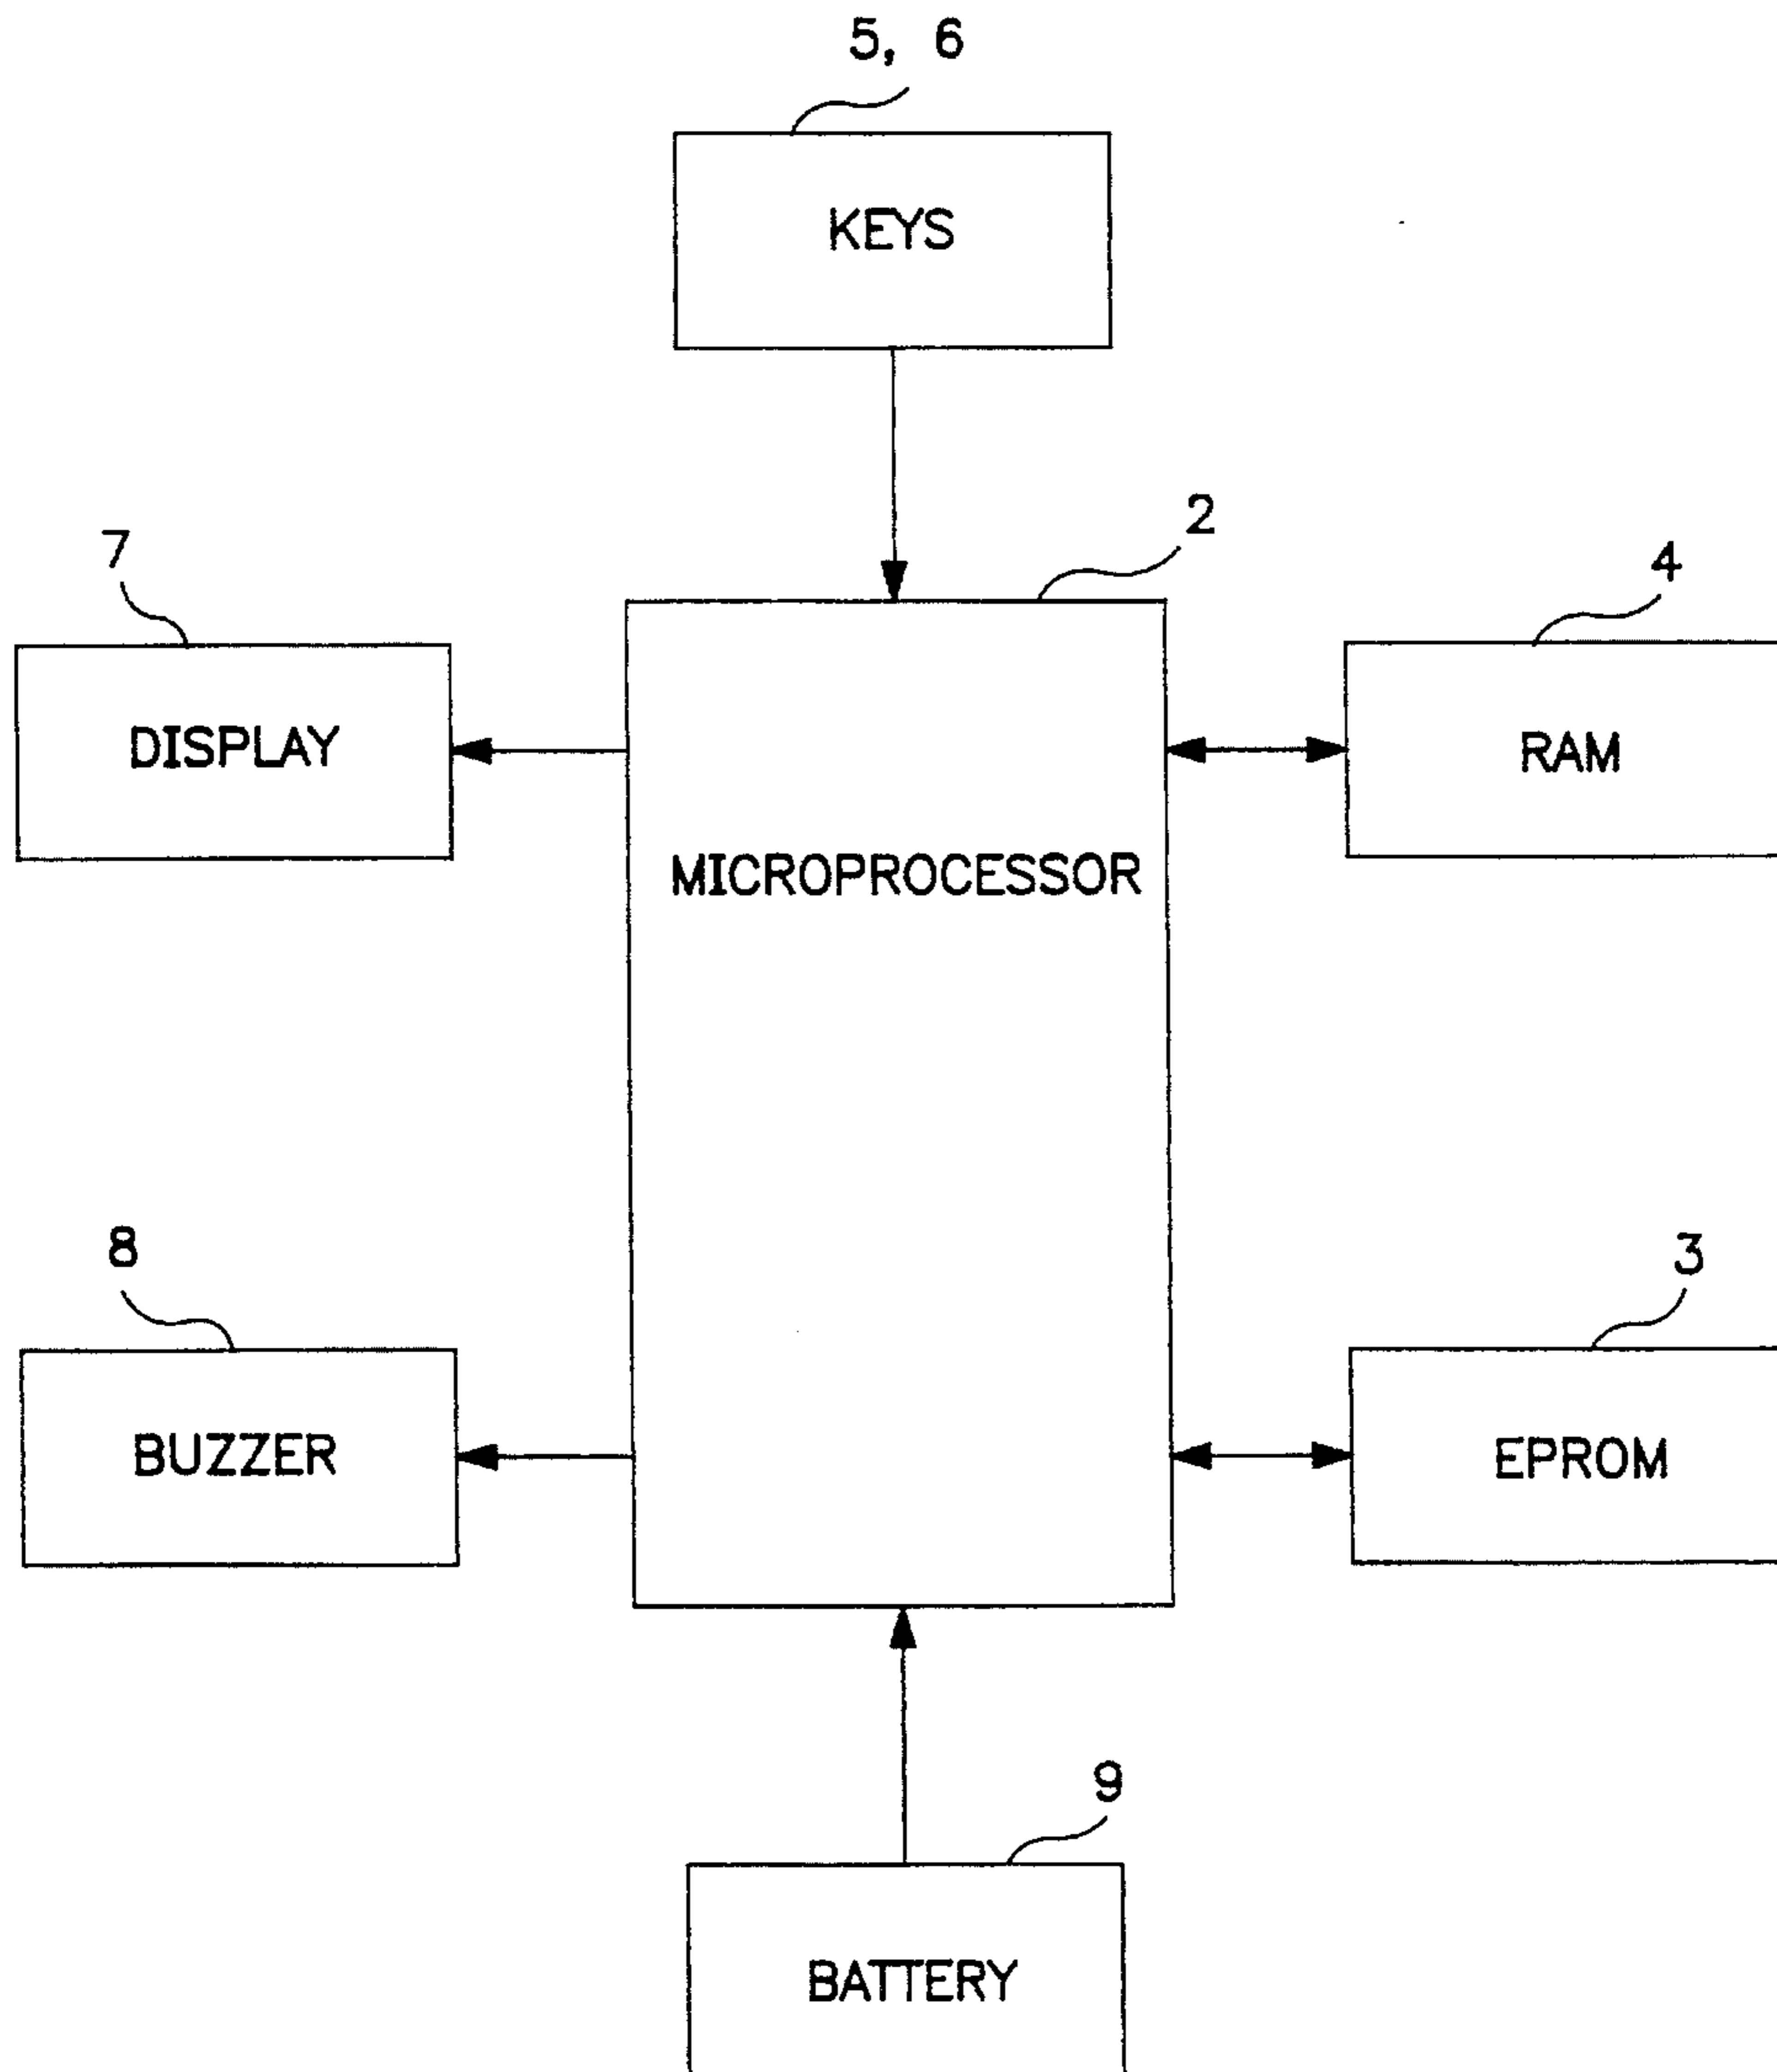 5, 6
KEYS
2
7
4
DISPLAY
RAM
MICROPROCESSOR
8
3
BUZZER
EPROM
9
BATTERY